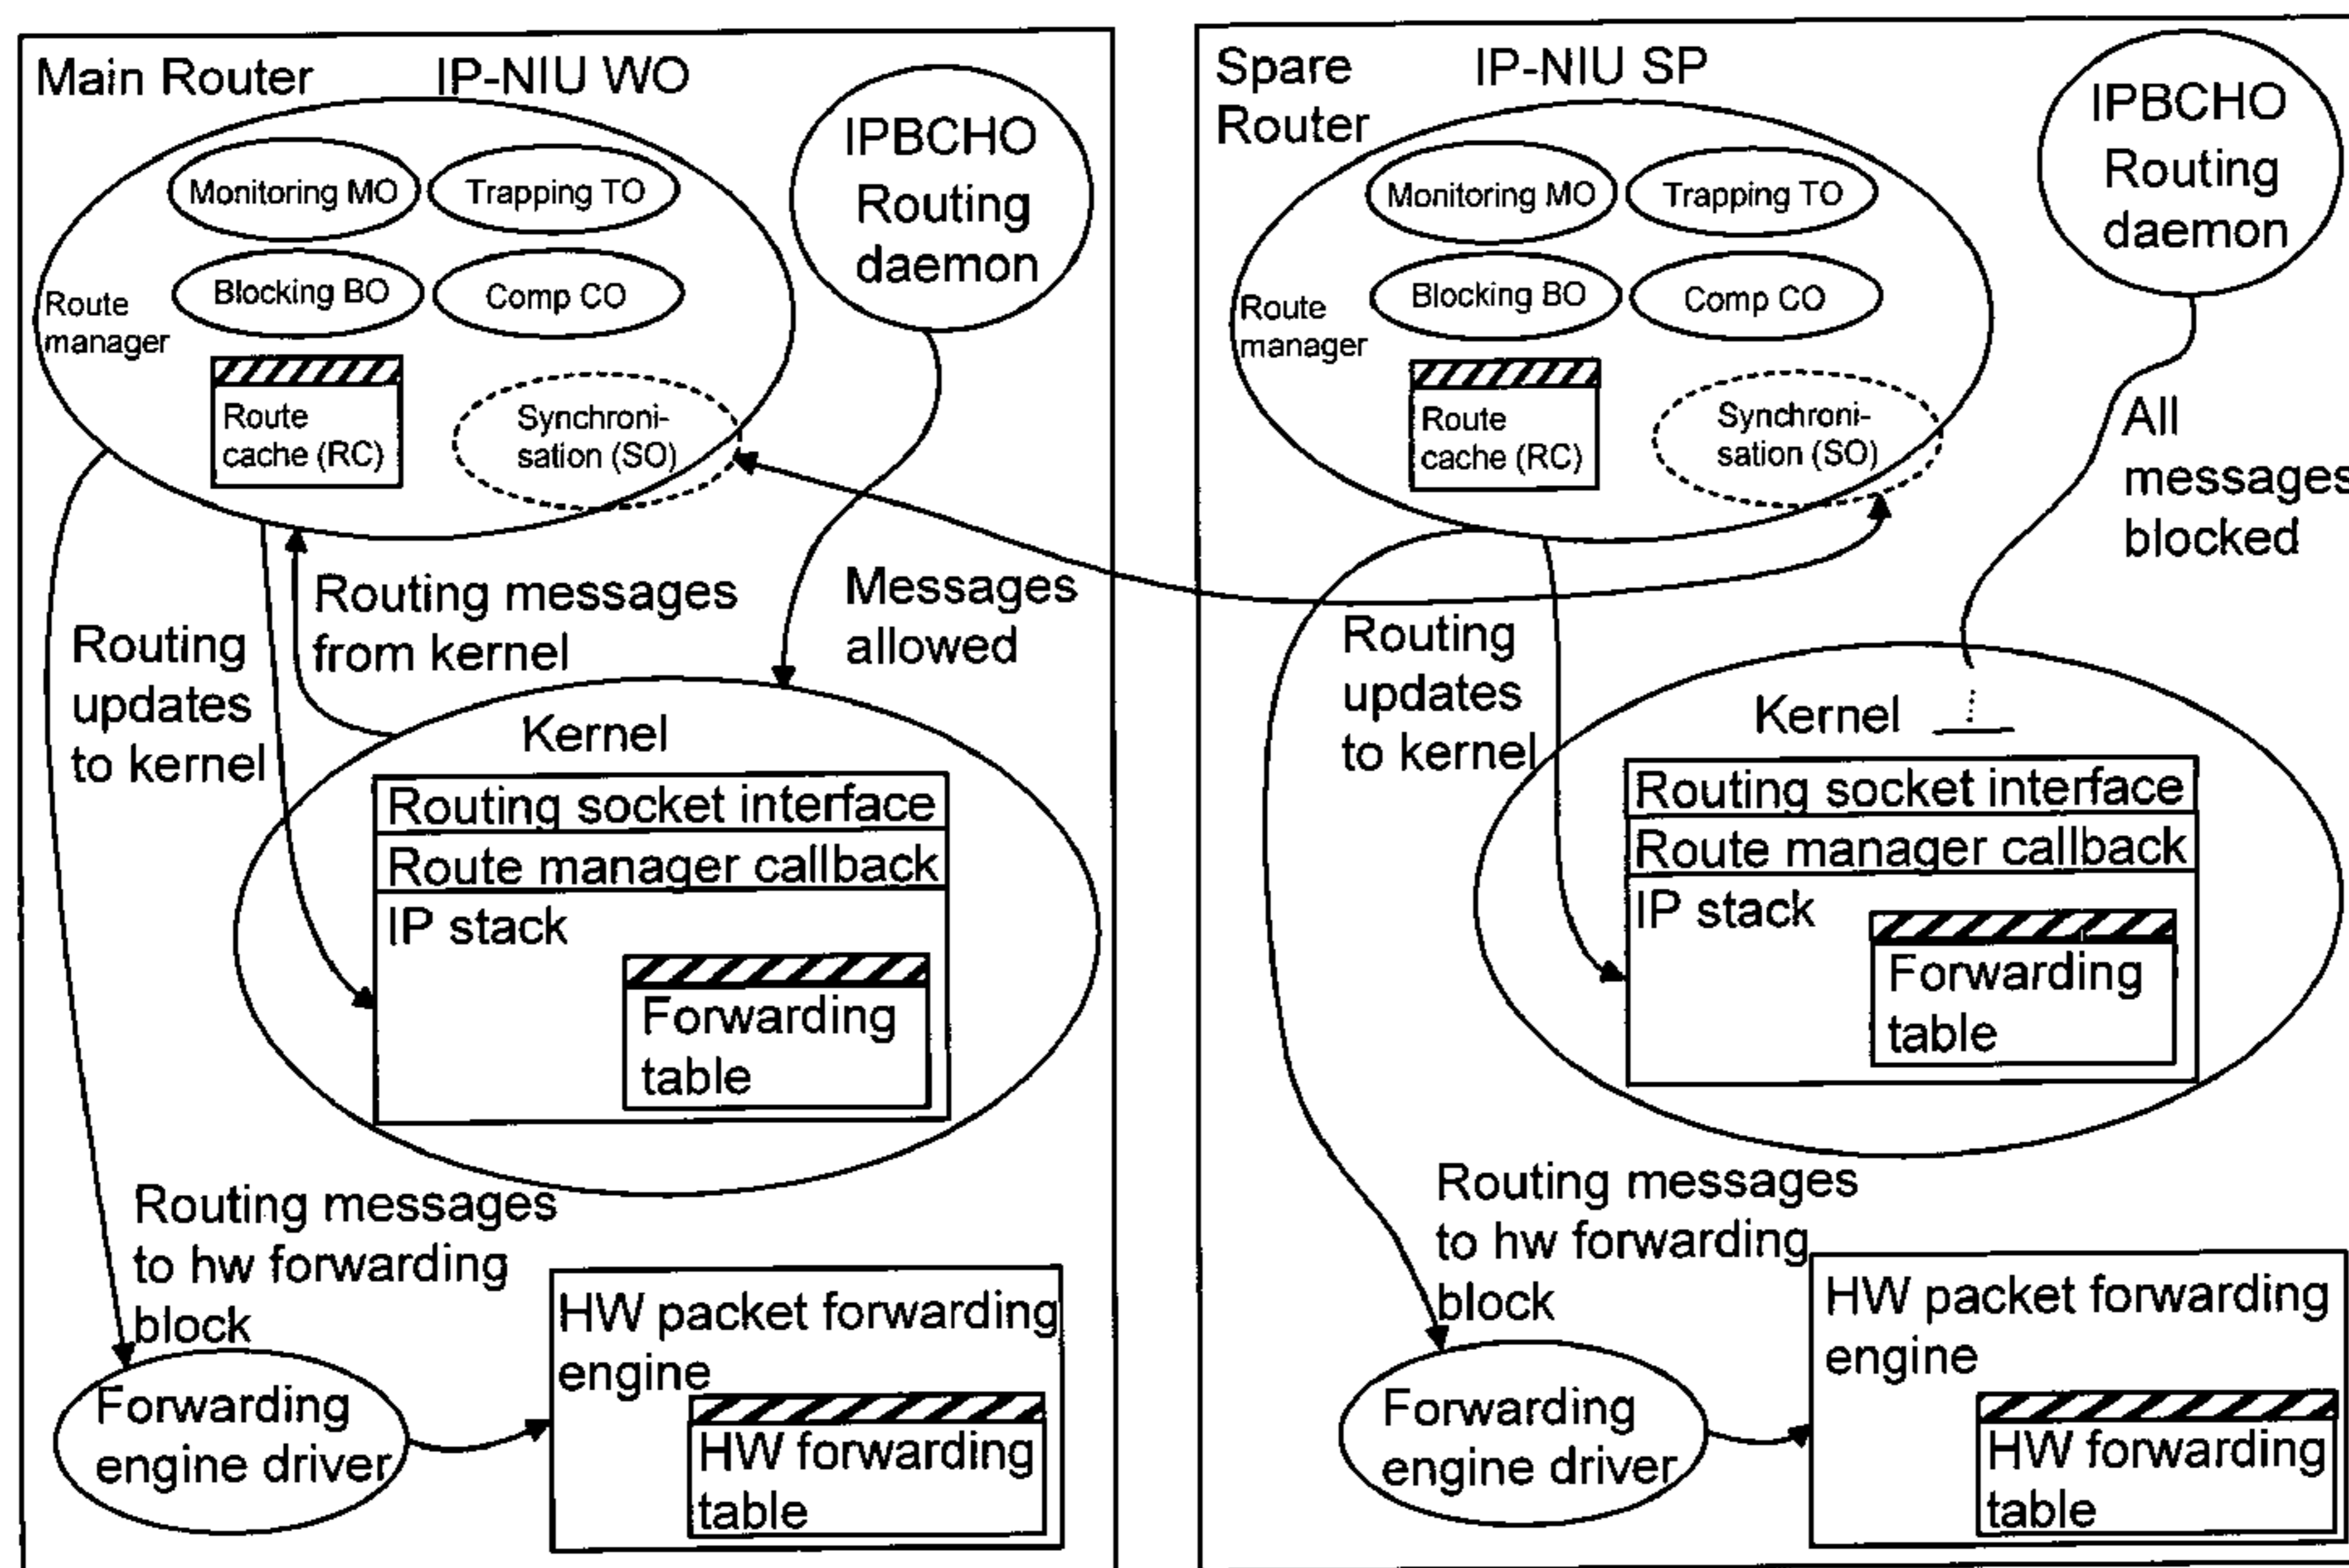 Main Router
IP-NIU WO
IPBCHO
Routing
daemon
Monitoring MO
Trapping TO
Blocking BO
Comp CO
Route
manager
Route
cache (RC)
Synchroni-
sation (SO)
Routing messages
from kernel
Messages
allowed
Routing
updates
to kernel
Kernel
Routing socket interface
Route manager callback
IP stack
Forwarding
table
Routing messages
to hw forwarding
block
Forwarding
engine driver
HW packet forwarding
engine
HW forwarding
table
Spare
Router
IP-NIU SP
IPBCHO
Routing
daemon
Monitoring MO
Trapping TO
Blocking BO
Comp CO
Route
manager
Route
cache (RC)
Synchroni-
sation (SO)
All
messages
blocked
Routing
updates
to kernel
Kernel
Routing socket interface
Route manager callback
IP stack
Forwarding
table
Routing messages
to hw forwarding
block
Forwarding
engine driver
HW packet forwarding
engine
HW forwarding
table